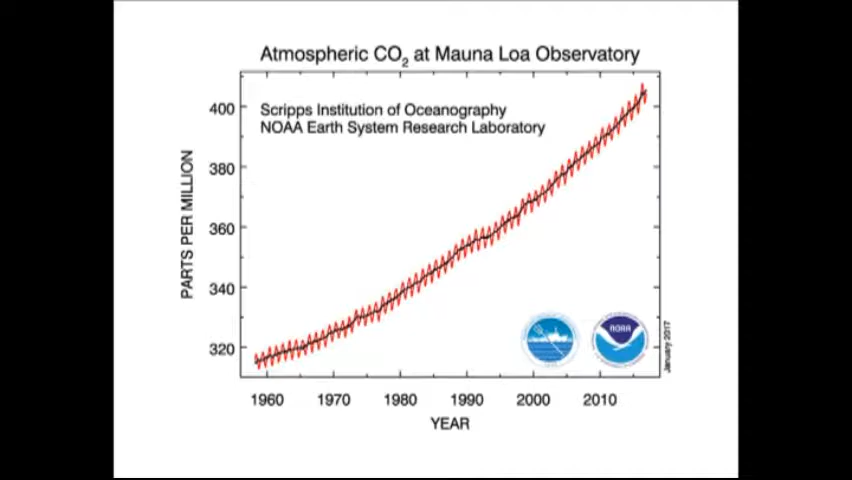 Atmospheric CO₂ at Mauna Loa Observatory
Scripps Institution of Oceanography
NOAA Earth System Research Laboratory
PARTS PER MILLION
400
380
360
340
320
NOAA
January 2017
1960 1970 1980 1990 2000 2010
YEAR